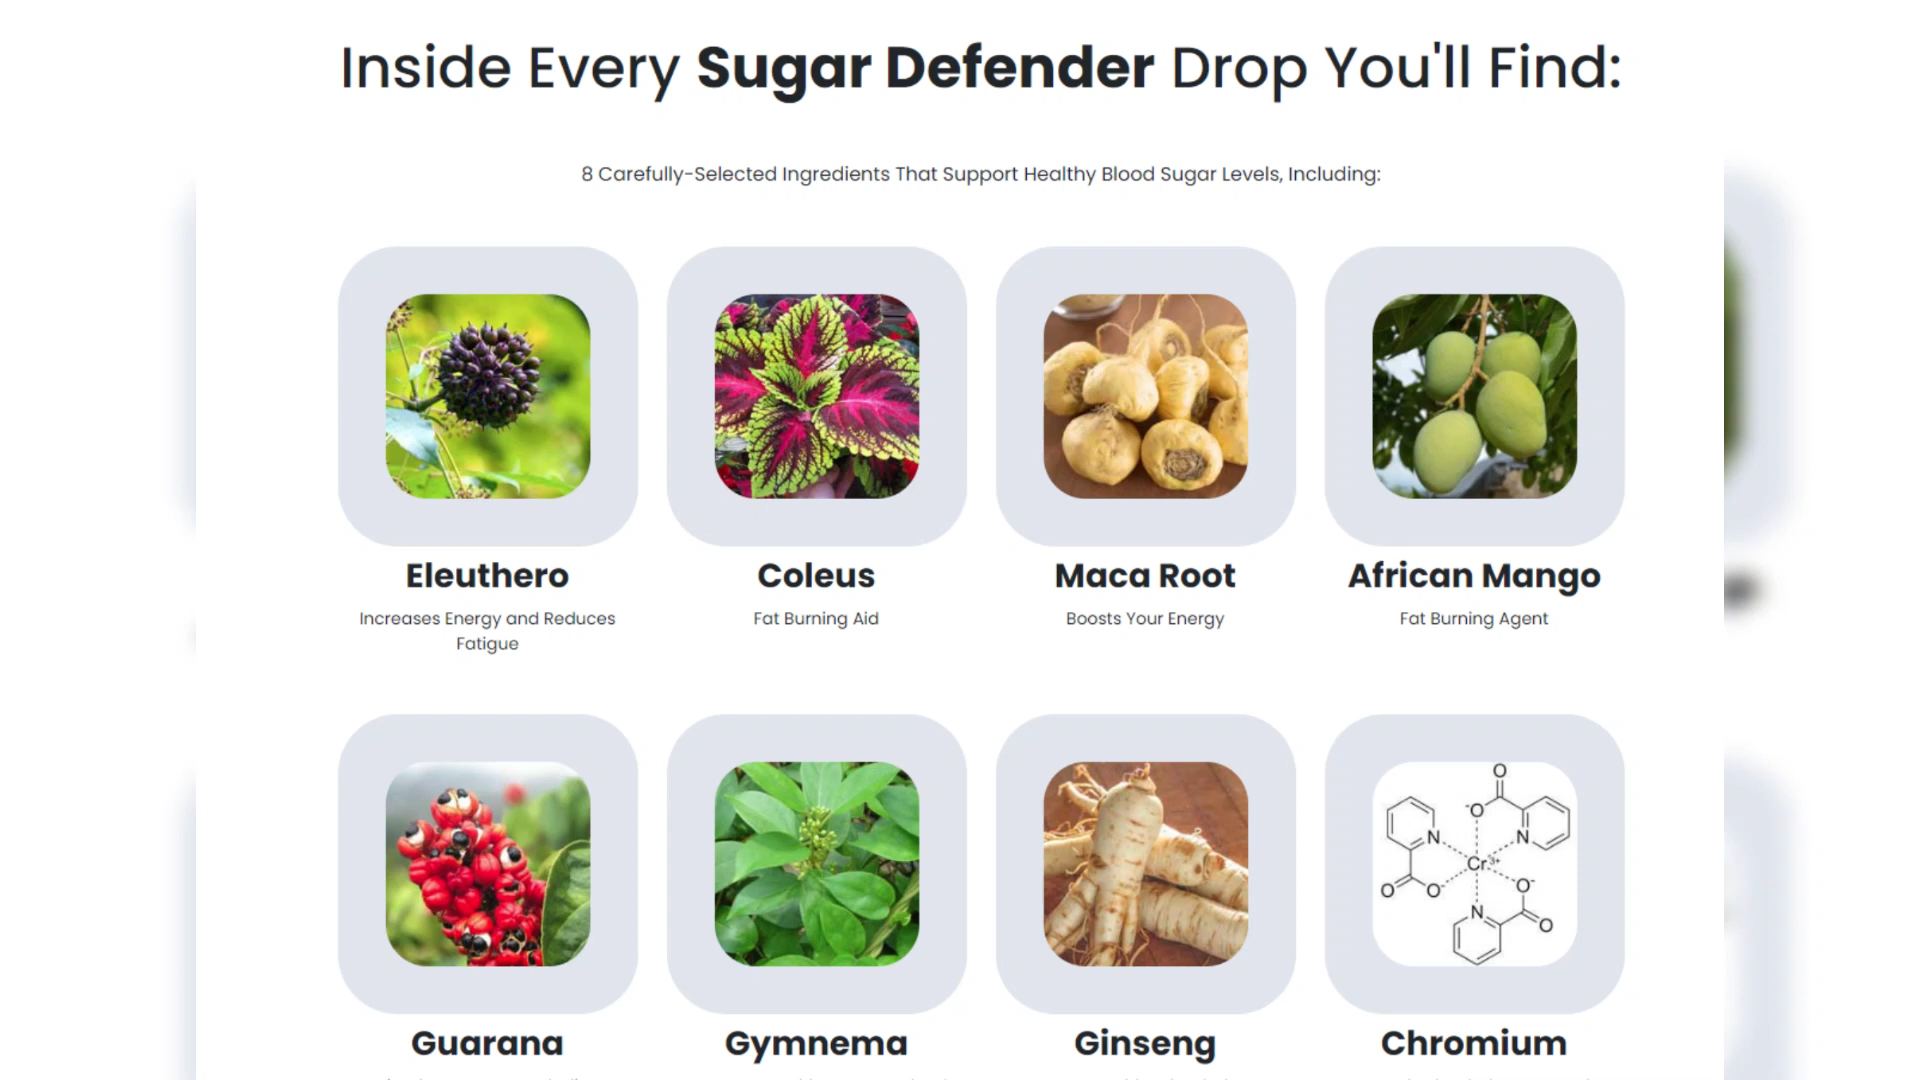 Inside Every Sugar Defender Drop You'll Find:
8 Carefully-Selected Ingredients That Support Healthy Blood Sugar Levels, Including:
Eleuthero
Coleus
Maca Root
African Mango
Increases Energy and Reduces
Fatigue
Fat Burning Aid
Boosts Your Energy
Fat Burning Agent
O
-O
N
N
Cr3+
O
O-
O-
N
O
Guarana
Gymnema
Ginseng
Chromium